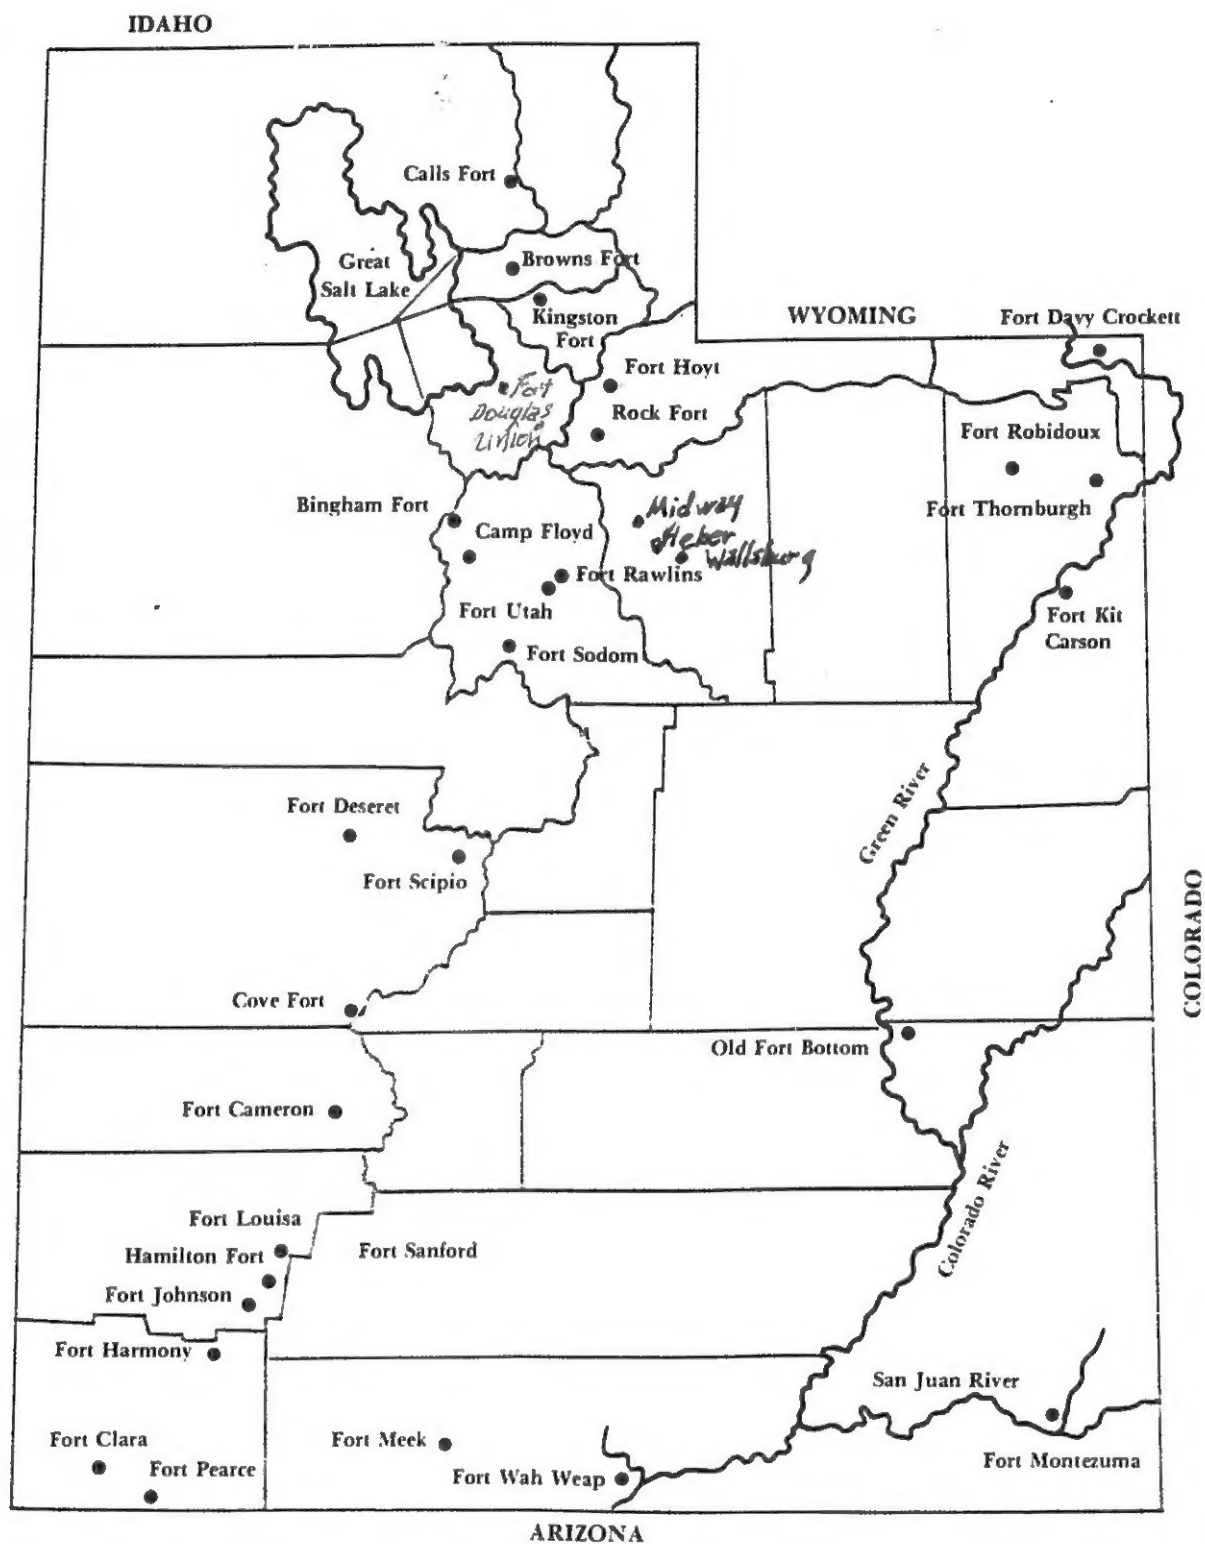 IDAHO
Calls Fort
Great
Salt Lake
Browns Fort
Kingston
Fort
WYOMING
Fort Davy Crockett
Fort Hoyt
Fort
Douglas
Union
Rock Fort
Fort Robidoux
Bingham Fort
Midway
Fort Thornburgh
Camp Floyd
Heber
Wallsburg
Fort Rawlins
Fort Utah
Fort Kit
Carson
Fort Sodom
Green River
Fort Deseret
Fort Scipio
COLORADO
Cove Fort
Old Fort Bottom
Fort Cameron
Colorado River
Fort Louisa
Hamilton Fort
Fort Sanford
Fort Johnson
Fort Harmony
San Juan River
Fort Clara
Fort Meek
Fort Pearce
Fort Montezuma
Fort Wah Weap
ARIZONA